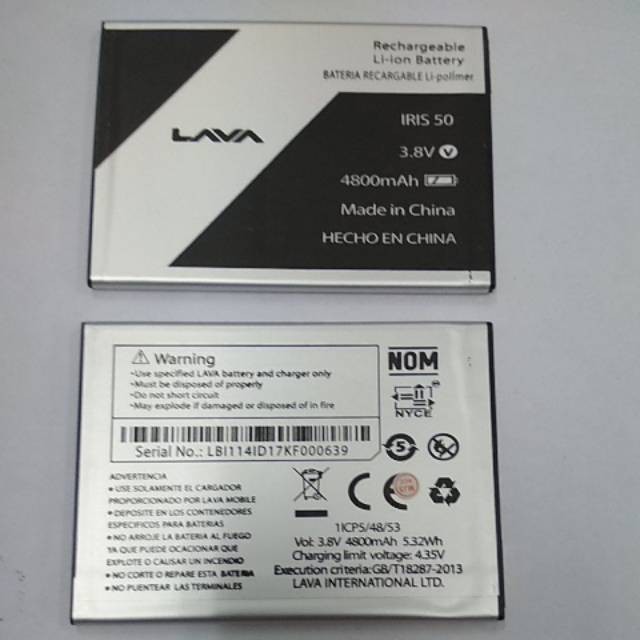 Rechargeable
Li-ion Battery
BATERIA RECARGABLE Li-polimer
LAVA
IRIS 50
3.8V
4800mAh
Made in China
HECHO EN CHINA
Warning
•Use specified LAVA battery and charger only
•Must be disposed of properly
•Do not short circuit
•May explode if damaged or disposed of in fire
Serial No.: LBI114ID17KF000639
NOM
NYCE
5
ADVERTENCIA
• USE SOLAMENTE EL CARGADOR
PROPORCIONADO POR LAVA MOBILE
• DEPOSITE EN LOS CONTENEDORES
ESPECIFICOS PARA BATERIAS
• NO ARROJE LA BATERIA AL FUEGO
YA QUE PUEDE OCACIONAR QUE
EXPLOTE O CAUSAR UN INCENDIO
• NO CORTE O REPARE ESTA BATERIA
• NO PUENTEAR LAS TERMINALES
CE
1ICP5/48/53
Vol: 3.8V 4800mAh 5.32Wh
Charging limit voltage: 4.35V
Execution criteria:GB/T18287-2013
LAVA INTERNATIONAL LTD.